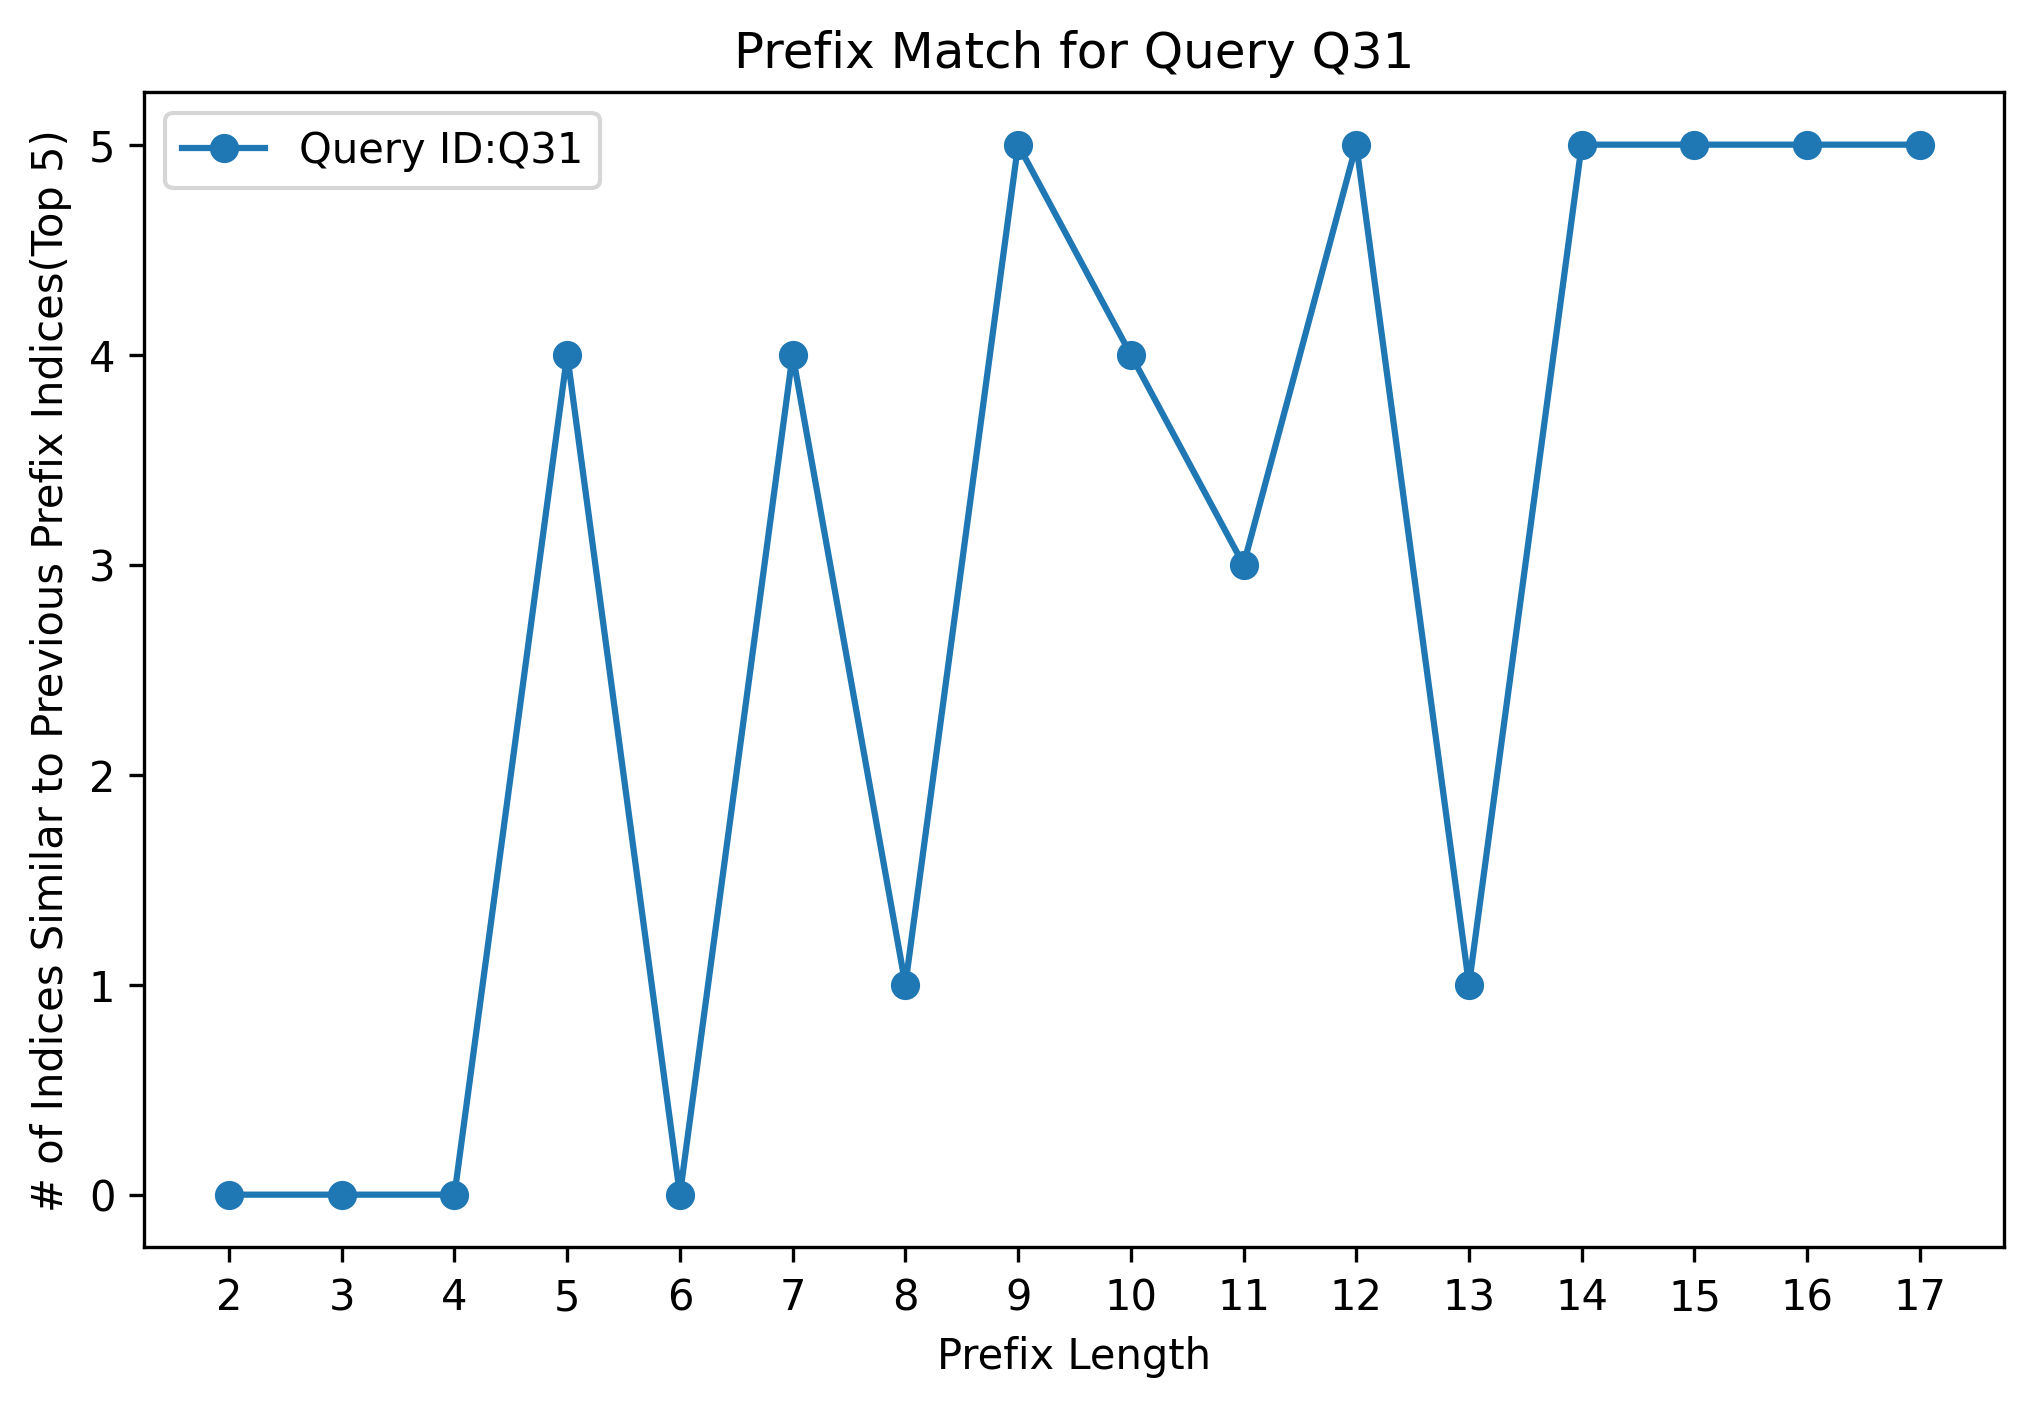 Prefix Match for Query Q31
Query ID:Q31
# of Indices Similar to Previous Prefix Indices(Top 5)
5
4
3
2
1
0
2 3 4 5 6 7 8 9 10 11 12 13 14 15 16 17
Prefix Length